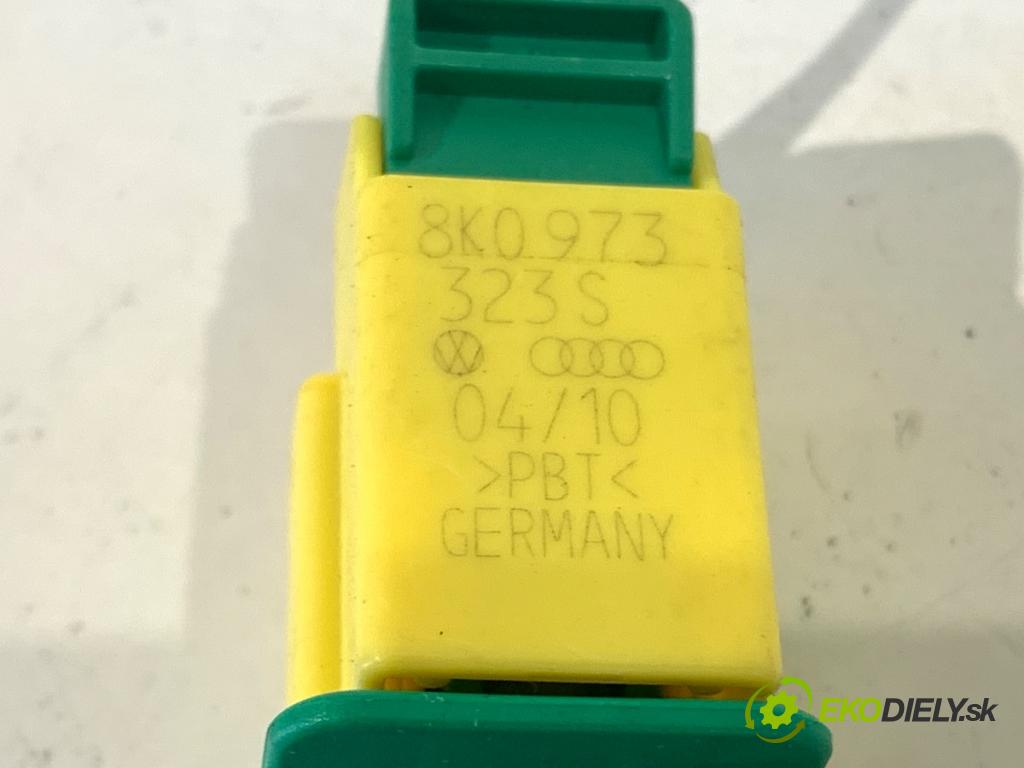 8K0 973
323 S
04/10
>PBT<
GERMANY
EKODIELY.sk